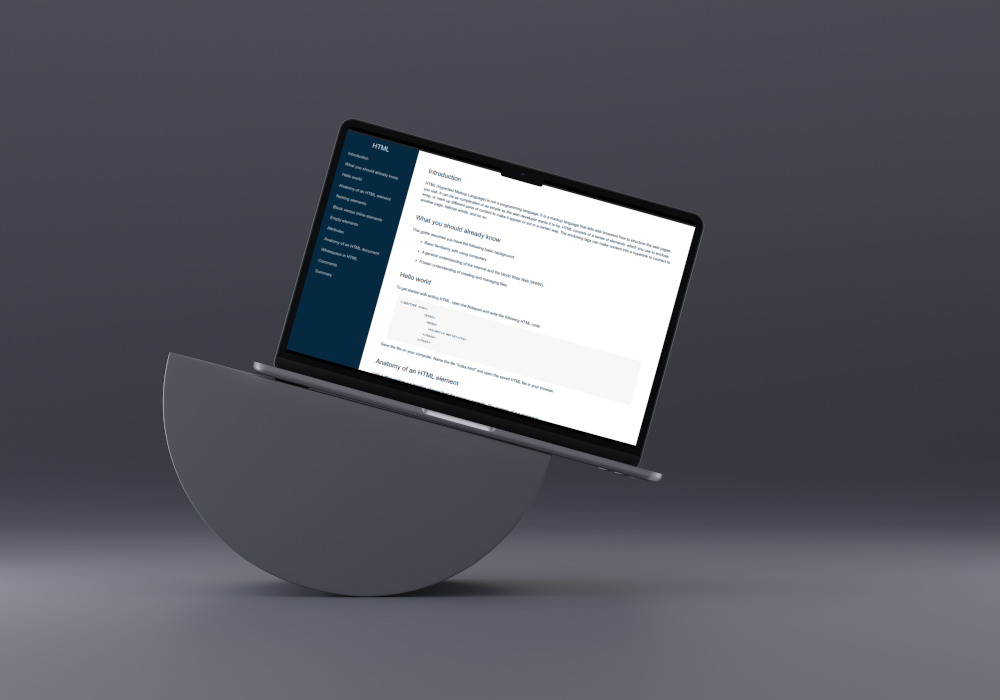 HTML
Introduction
What you should already know
Hello world
Anatomy of an HTML element
Nesting elements
Block versus inline elements
Empty elements
Attributes
Anatomy of an HTML document
Whitespace in HTML
Comments
Summary
Introduction
HTML (Hypertext Markup Language) is not a programming language. It is a markup language that tells web browsers how to structure the web pages
you visit. It can be as complicated or as simple as the web developer wants it to be. HTML consists of a series of elements, which you use to enclose,
wrap, or mark up different parts of content to make it appear or act in a certain way. The enclosing tags can make content into a hyperlink to connect to
another page, italicize words, and so on.
What you should already know
This guide assumes you have the following basic background:
• Basic familiarity with using computers.
• A general understanding of the Internet and the World Wide Web (WWW).
• A basic understanding of creating and managing files.
Hello world
To get started with writing HTML, open the Notepad and write the following HTML code:
Save the file on your computer. Name the file "index.html" and open the saved HTML file in your browser.
Anatomy of an HTML element